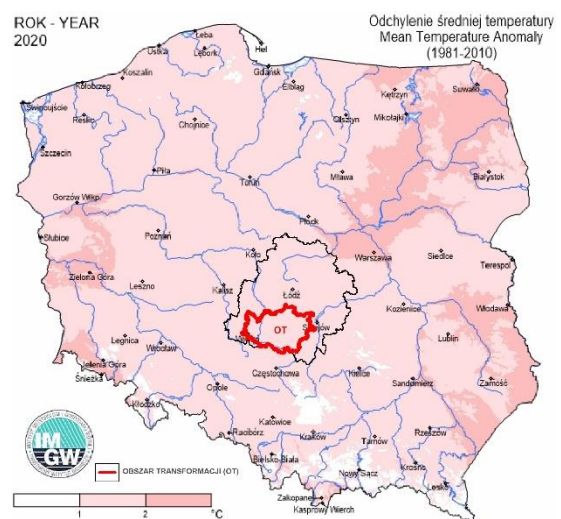 ROK - YEAR
2020
Odchylenie średniej temperatury
Mean Temperature Anomaly
(1981-2010)
Łeba
Ustka
Lębork
Hel
Koszalin
Gdańsk
Elbląg
Kętrzyn
Suwałki
Kołobrzeg
Świnoujście
Resko
Chojnice
Olsztyn
Mikołajki
Szczecin
Piła
Toruń
Mława
Białystok
Gorzów Wlkp.
Płock
Słubice
Poznań
Koło
Warszawa
Siedlce
Terespol
Zielona Góra
Leszno
Kalisz
Łódź
Kozienice
Włodawa
OT
Legnica
Wrocław
Lublin
Jelenia Góra
Śnieżka
Częstochowa
Kielce
Sandomierz
Zamość
Opole
Kłodzko
Katowice
Racibórz
Kraków
Tarnów
Rzeszów
Bielsko-Biała
Nowy Sącz
Krosno
Lesko
Zakopane
Kasprowy Wierch
IM
GW
OBSZAR TRANSFORMACJI (OT)
1
2
°C